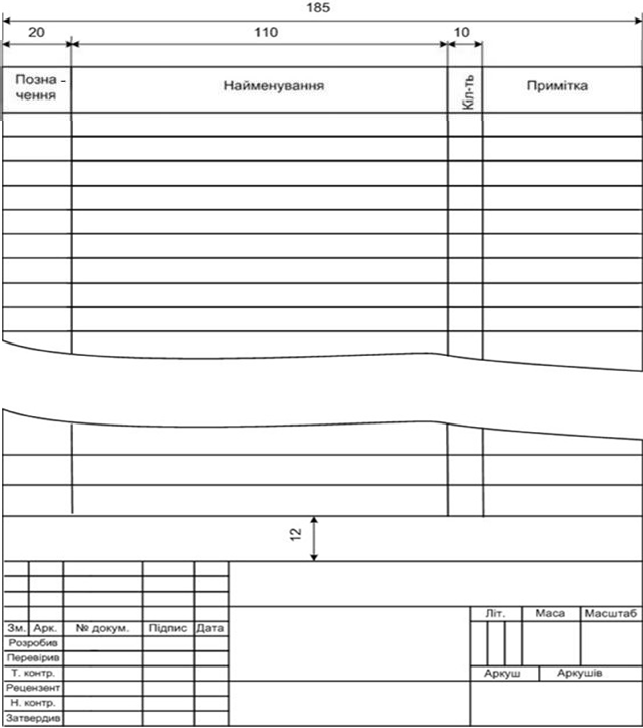 185
20 110 10
Позна -
чення
Найменування
Кіл-ть
Примітка
12
Літ. Маса Масштаб
Зм. Арк. № докум. Підпис Дата
Розробив
Перевірив
Т. контр. Аркуш Аркушів
Рецензент
Н. контр.
Затвердив